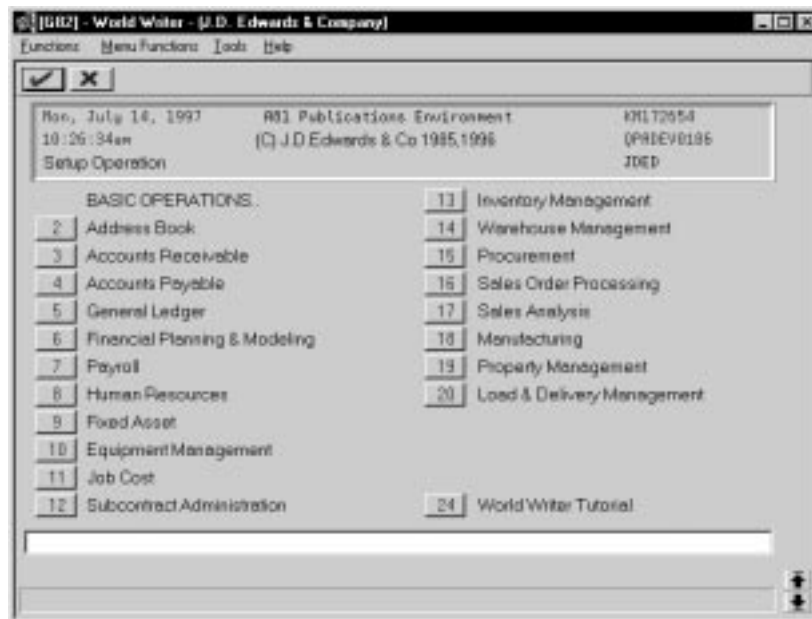 [G82] - World Writer - (J.D. Edwards & Company)
Functions Menu Functions Tools Help
Mon, July 14, 1997 A81 Publications Environment KM172654
10:26:34am (C) J.D.Edwards & Co 1985,1996 QPADEV0186
Setup Operation JDED
BASIC OPERATIONS..
2 Address Book
3 Accounts Receivable
4 Accounts Payable
5 General Ledger
6 Financial Planning & Modeling
7 Payroll
8 Human Resources
9 Fixed Asset
10 Equipment Management
11 Job Cost
12 Subcontract Administration
13 Inventory Management
14 Warehouse Management
15 Procurement
16 Sales Order Processing
17 Sales Analysis
18 Manufacturing
19 Property Management
20 Load & Delivery Management
24 World Writer Tutorial